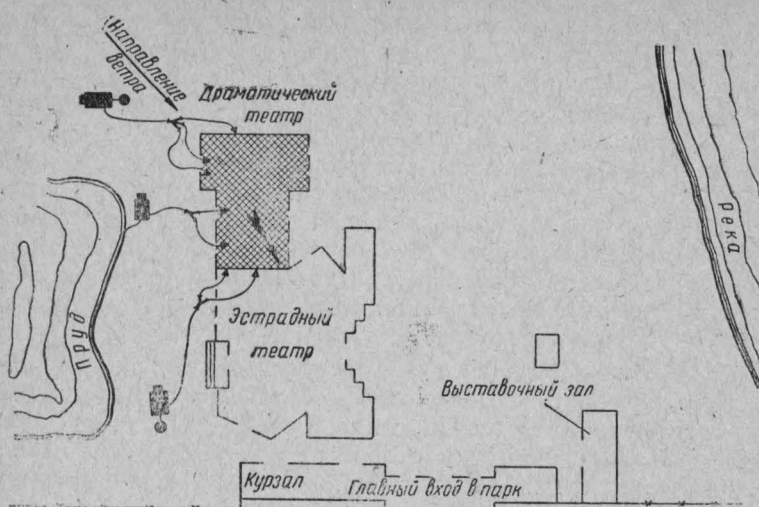 Направление
ветра
Драматический
театр
река
пруд
Эстрадный
театр
Выставочный зал
Курзал
Главный вход в парк